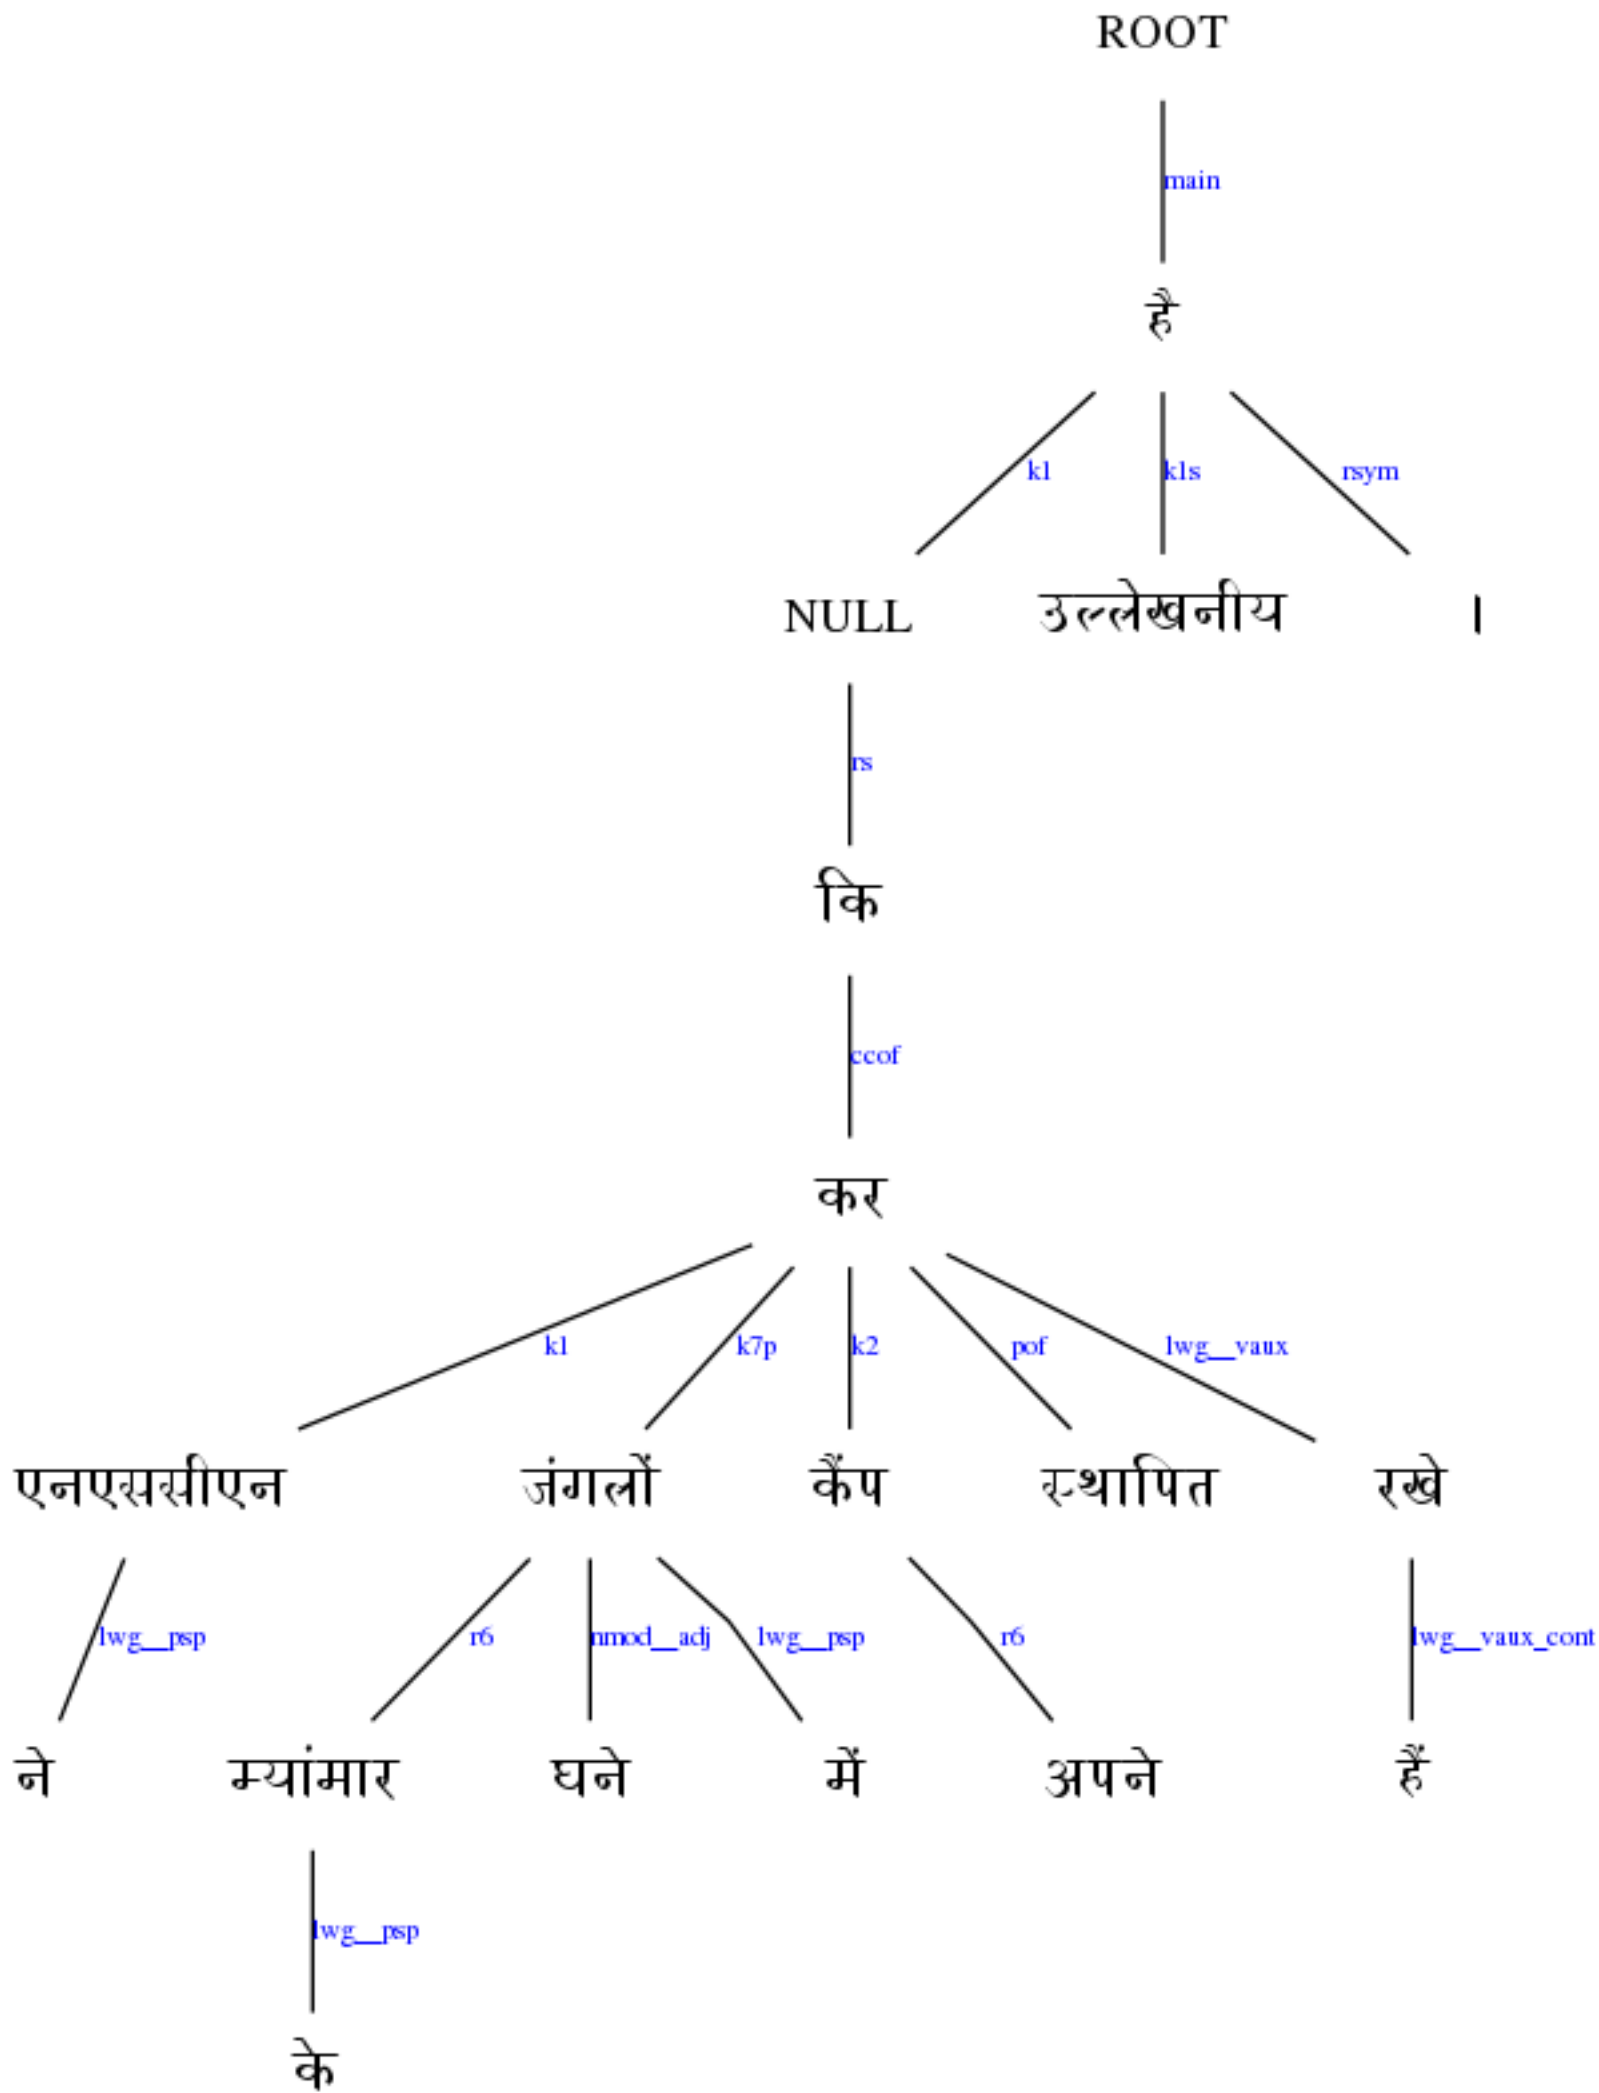 ROOT
main
है
k1 k1s rsym
NULL उल्लेखनीय ।
rs
कि
ccof
कर
k1 k7p k2 pof lwg__vaux
एनएससीएन जंगलों कैंप स्थापित रखे
lwg__psp r6 nmod__adj lwg__psp r6 lwg__vaux_cont
ने म्यांमार घने में अपने हैं
lwg__psp
के